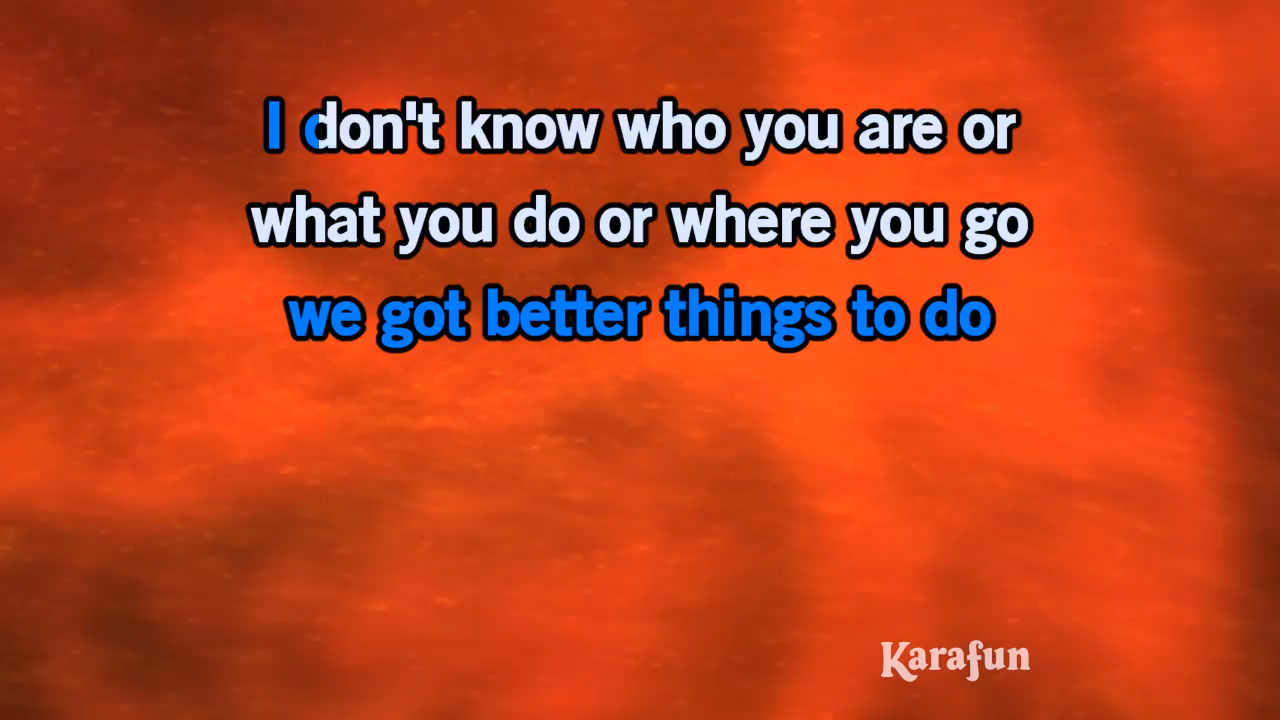 I don't know who you are or
what you do or where you go
we got better things to do
Karafun